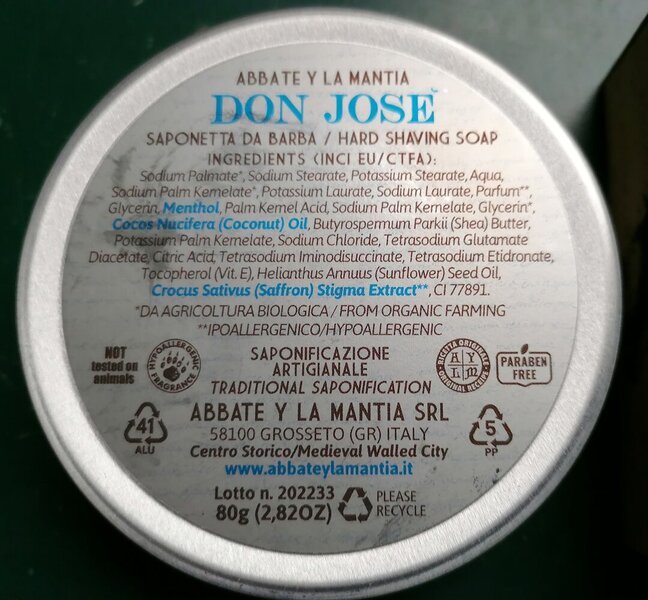 ABBATE Y LA MANTIA
DON JOSÈ
SAPONETTA DA BARBA / HARD SHAVING SOAP
INGREDIENTS (INCI EU/CTFA):
Sodium Palmate*, Sodium Stearate, Potassium Stearate, Aqua,
Sodium Palm Kernelate*, Potassium Laurate, Sodium Laurate, Parfum**,
Glycerin, Menthol, Palm Kernel Acid, Sodium Palm Kernelate, Glycerin*,
Cocos Nucifera (Coconut) Oil, Butyrospermum Parkii (Shea) Butter,
Potassium Palm Kernelate, Sodium Chloride, Tetrasodium Glutamate
Diacetate, Citric Acid, Tetrasodium Iminodisuccinate, Tetrasodium Etidronate,
Tocopherol (Vit. E), Helianthus Annuus (Sunflower) Seed Oil,
Crocus Sativus (Saffron) Stigma Extract**, CI 77891.
*DA AGRICOLTURA BIOLOGICA / FROM ORGANIC FARMING
**IPOALLERGENICO/HYPOALLERGENIC
NOT
tested on
animals
HYPOALLERGENIC
FRAGRANCE
SAPONIFICAZIONE
ARTIGIANALE
TRADITIONAL SAPONIFICATION
RICETTA ORIGINALE
A Y
L M
ORIGINAL RECEIPT
PARABEN
FREE
41
ALU
ABBATE Y LA MANTIA SRL
58100 GROSSETO (GR) ITALY
Centro Storico/Medieval Walled City
www.abbateylamantia.it
5
PP
Lotto n. 202233
80g (2,82OZ)
PLEASE
RECYCLE